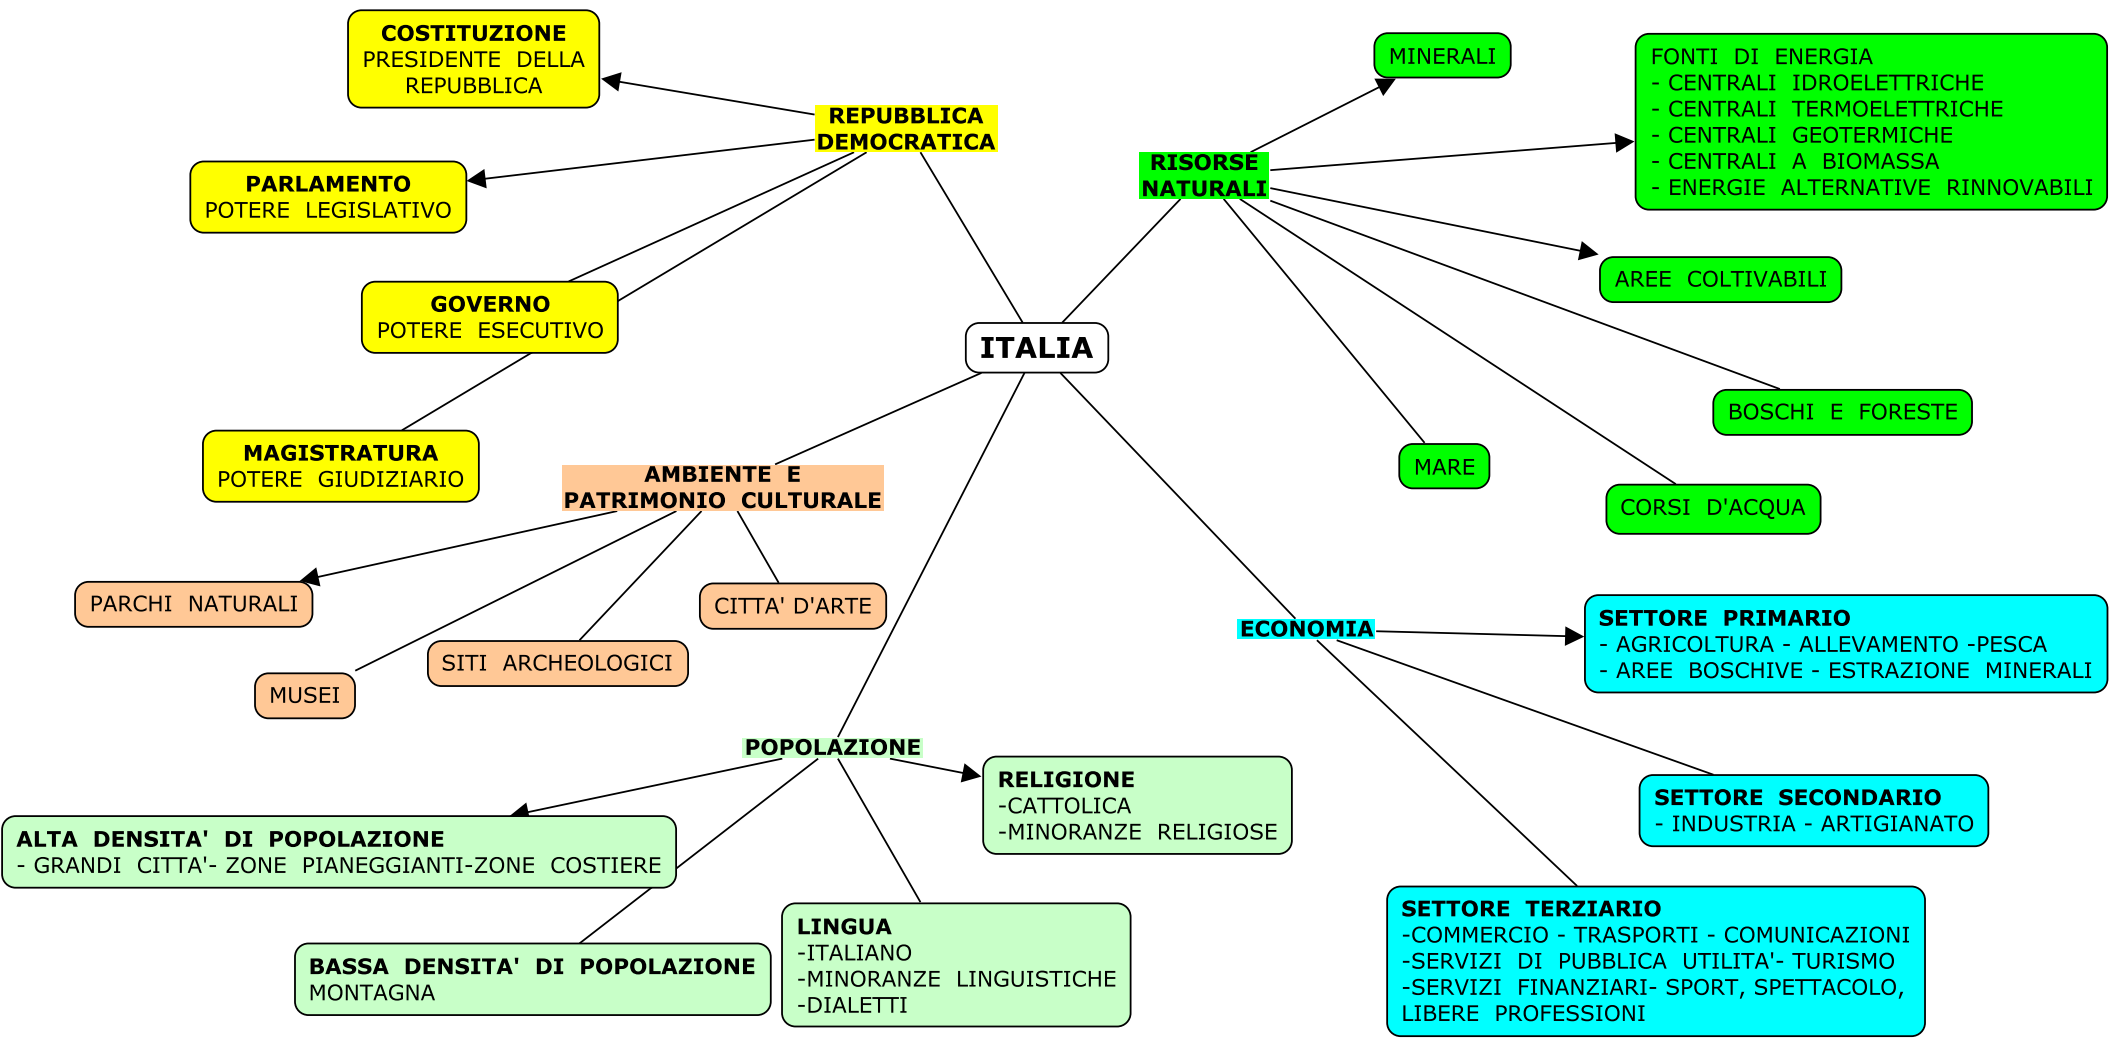 COSTITUZIONE
PRESIDENTE DELLA
REPUBBLICA
REPUBBLICA
DEMOCRATICA
PARLAMENTO
POTERE LEGISLATIVO
GOVERNO
POTERE ESECUTIVO
MAGISTRATURA
POTERE GIUDIZIARIO
MINERALI
FONTI DI ENERGIA
- CENTRALI IDROELETTRICHE
- CENTRALI TERMOELETTRICHE
- CENTRALI GEOTERMICHE
- CENTRALI A BIOMASSA
- ENERGIE ALTERNATIVE RINNOVABILI
RISORSE
NATURALI
AREE COLTIVABILI
BOSCHI E FORESTE
MARE
CORSI D'ACQUA
ITALIA
AMBIENTE E
PATRIMONIO CULTURALE
PARCHI NATURALI
CITTA' D'ARTE
SITI ARCHEOLOGICI
MUSEI
ECONOMIA
SETTORE PRIMARIO
- AGRICOLTURA - ALLEVAMENTO -PESCA
- AREE BOSCHIVE - ESTRAZIONE MINERALI
SETTORE SECONDARIO
- INDUSTRIA - ARTIGIANATO
SETTORE TERZIARIO
-COMMERCIO - TRASPORTI - COMUNICAZIONI
-SERVIZI DI PUBBLICA UTILITA'- TURISMO
-SERVIZI FINANZIARI- SPORT, SPETTACOLO,
LIBERE PROFESSIONI
POPOLAZIONE
RELIGIONE
-CATTOLICA
-MINORANZE RELIGIOSE
ALTA DENSITA' DI POPOLAZIONE
- GRANDI CITTA'- ZONE PIANEGGIANTI-ZONE COSTIERE
BASSA DENSITA' DI POPOLAZIONE
MONTAGNA
LINGUA
-ITALIANO
-MINORANZE LINGUISTICHE
-DIALETTI